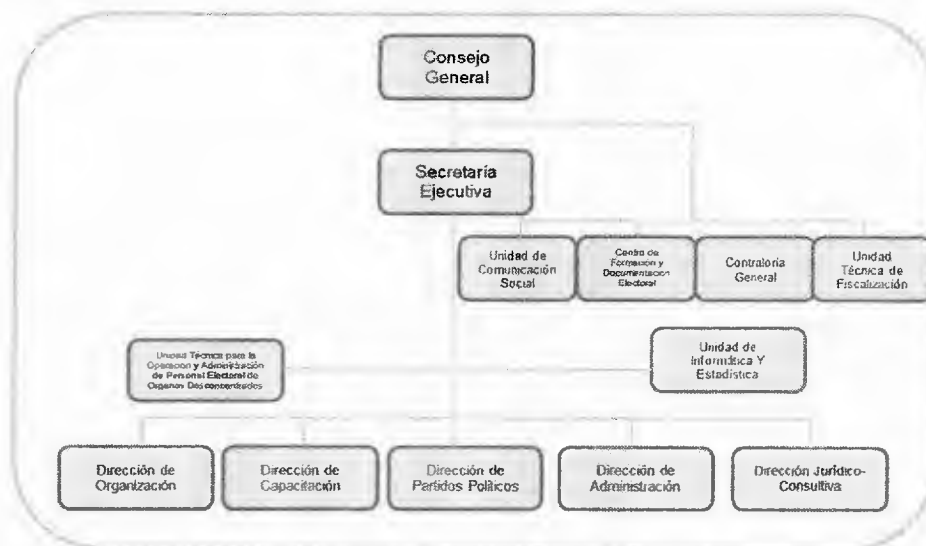 Consejo
General
Secretaría
Ejecutiva
Unidad de
Comunicación
Social
Centro de
Formación y
Documentación
Electoral
Contraloría
General
Unidad
Técnica de
Fiscalización
Unidad Técnica para la
Operación y Administración
de Personal Electoral de
Organos Desconcentrados
Unidad de
Informática Y
Estadística
Dirección de
Organización
Dirección de
Capacitación
Dirección de
Partidos Políticos
Dirección de
Administración
Dirección Jurídico-
Consultiva